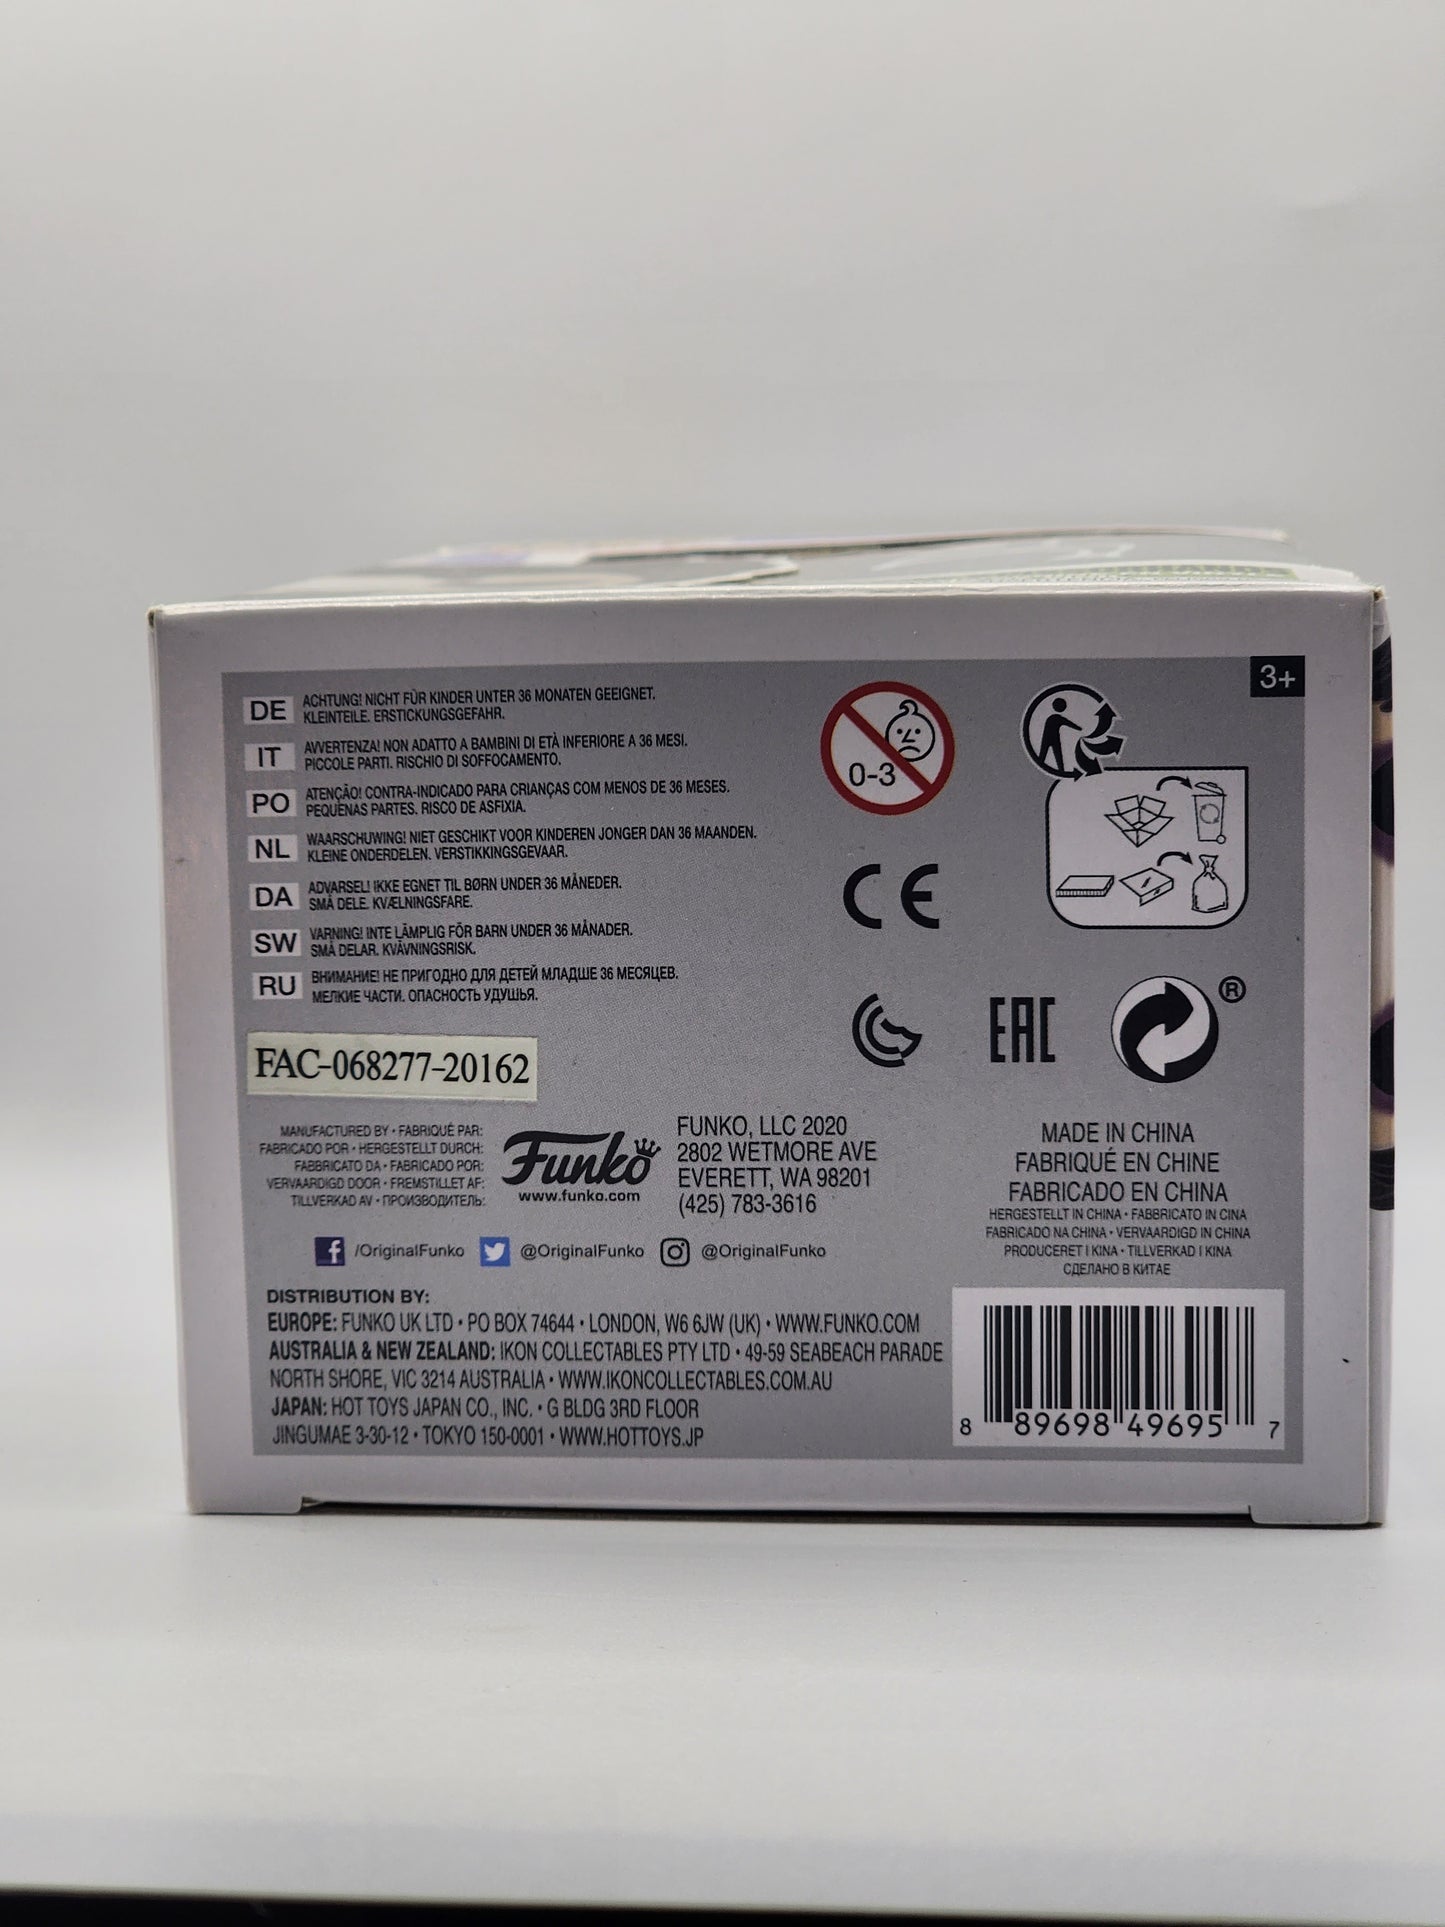 3+
DE ACHTUNG! NICHT FÜR KINDER UNTER 36 MONATEN GEEIGNET.
KLEINTEILE. ERSTICKUNGSGEFAHR.
IT AVVERTENZA! NON ADATTO A BAMBINI DI ETÀ INFERIORE A 36 MESI.
PICCOLE PARTI. RISCHIO DI SOFFOCAMENTO.
PO ATENÇÃO! CONTRA-INDICADO PARA CRIANÇAS COM MENOS DE 36 MESES.
PEQUENAS PARTES. RISCO DE ASFIXIA.
NL WAARSCHUWING! NIET GESCHIKT VOOR KINDEREN JONGER DAN 36 MAANDEN.
KLEINE ONDERDELEN. VERSTIKKINGSGEVAAR.
DA ADVARSEL! IKKE EGNET TIL BØRN UNDER 36 MÅNEDER.
SMÅ DELE. KVÆLNINGSFARE.
SW VARNING! INTE LÄMPLIG FÖR BARN UNDER 36 MÅNADER.
SMÅ DELAR. KVÄVNINGSRISK.
RU ВНИМАНИЕ! НЕ ПРИГОДНО ДЛЯ ДЕТЕЙ МЛАДШЕ 36 МЕСЯЦЕВ.
МЕЛКИЕ ЧАСТИ. ОПАСНОСТЬ УДУШЬЯ.
0-3
CE
EAC
®
FAC-068277-20162
MANUFACTURED BY • FABRIQUÉ PAR:
FABRICADO POR • HERGESTELLT DURCH:
FABBRICATO DA • FABRICADO POR:
VERVAARDIGD DOOR • FREMSTILLET AF:
TILLVERKAD AV • ПРОИЗВОДИТЕЛЬ:
Funko
www.funko.com
FUNKO, LLC 2020
2802 WETMORE AVE
EVERETT, WA 98201
(425) 783-3616
MADE IN CHINA
FABRIQUÉ EN CHINE
FABRICADO EN CHINA
HERGESTELLT IN CHINA • FABBRICATO IN CINA
FABRICADO NA CHINA • VERVAARDIGD IN CHINA
PRODUCERET I KINA • TILLVERKAD I KINA
СДЕЛАНО В КИТАЕ
f /OriginalFunko @OriginalFunko @OriginalFunko
DISTRIBUTION BY:
EUROPE: FUNKO UK LTD • PO BOX 74644 • LONDON, W6 6JW (UK) • WWW.FUNKO.COM
AUSTRALIA & NEW ZEALAND: IKON COLLECTABLES PTY LTD • 49-59 SEABEACH PARADE
NORTH SHORE, VIC 3214 AUSTRALIA • WWW.IKONCOLLECTABLES.COM.AU
JAPAN: HOT TOYS JAPAN CO., INC. • G BLDG 3RD FLOOR
JINGUMAE 3-30-12 • TOKYO 150-0001 • WWW.HOTTOYS.JP
8 89698 49695 7